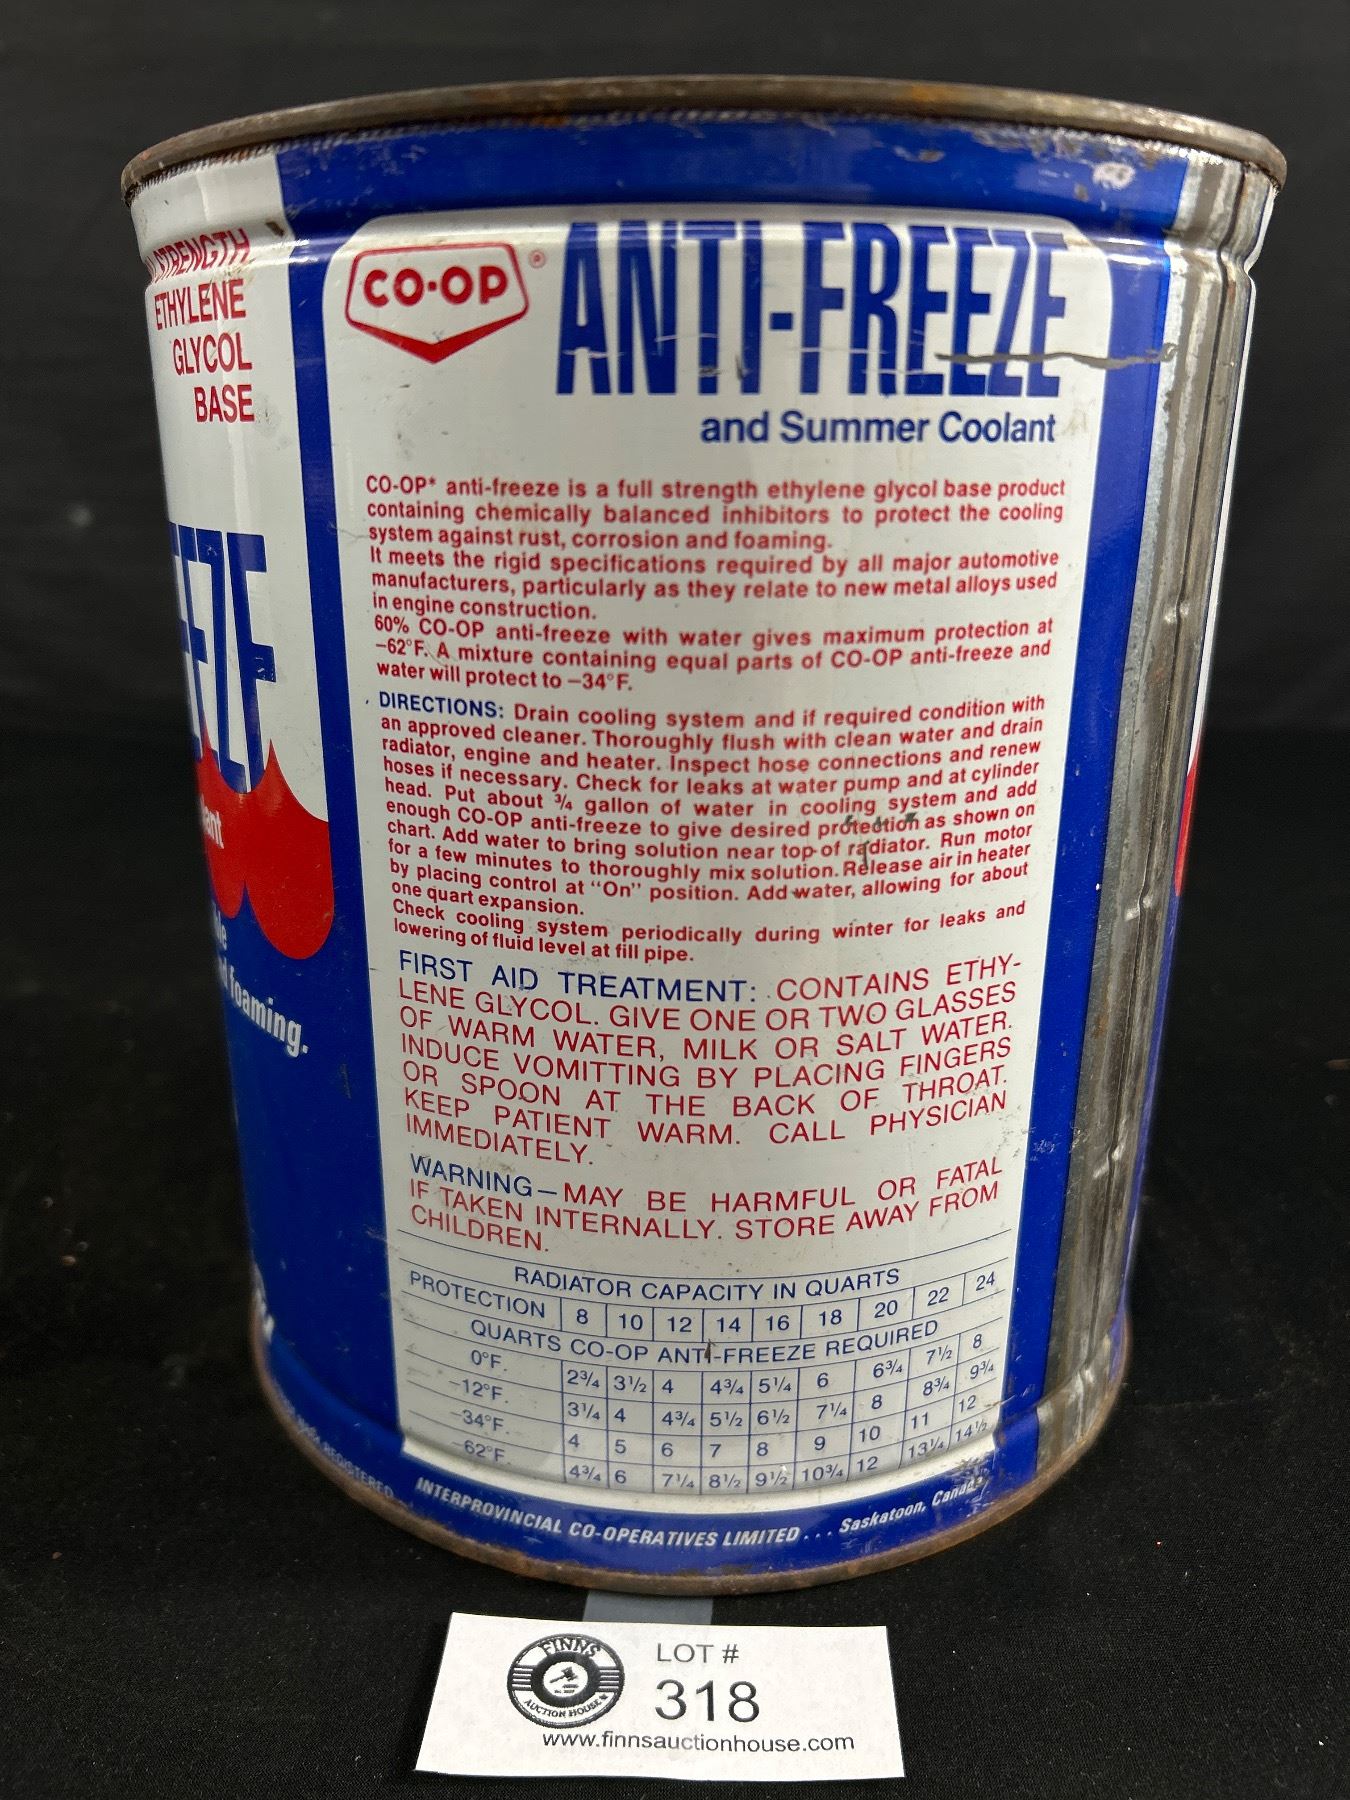 STRENGTH
ETHYLENE
GLYCOL
BASE
foaming.
CO-OP ®
ANTI-FREEZE
and Summer Coolant
CO-OP* anti-freeze is a full strength ethylene glycol base product
containing chemically balanced inhibitors to protect the cooling
system against rust, corrosion and foaming.
It meets the rigid specifications required by all major automotive
manufacturers, particularly as they relate to new metal alloys used
in engine construction.
60% CO-OP anti-freeze with water gives maximum protection at
−62°F. A mixture containing equal parts of CO-OP anti-freeze and
water will protect to −34°F.
DIRECTIONS: Drain cooling system and if required condition with
an approved cleaner. Thoroughly flush with clean water and drain
radiator, engine and heater. Inspect hose connections and renew
hoses if necessary. Check for leaks at water pump and at cylinder
head. Put about ¾ gallon of water in cooling system and add
enough CO-OP anti-freeze to give desired protection as shown on
chart. Add water to bring solution near top of radiator. Run motor
for a few minutes to thoroughly mix solution. Release air in heater
by placing control at "On" position. Add water, allowing for about
one quart expansion.
Check cooling system periodically during winter for leaks and
lowering of fluid level at fill pipe.
FIRST AID TREATMENT: CONTAINS ETHY-
LENE GLYCOL. GIVE ONE OR TWO GLASSES
OF WARM WATER, MILK OR SALT WATER.
INDUCE VOMITTING BY PLACING FINGERS
OR SPOON AT THE BACK OF THROAT.
KEEP PATIENT WARM. CALL PHYSICIAN
IMMEDIATELY.
WARNING—MAY BE HARMFUL OR FATAL
IF TAKEN INTERNALLY. STORE AWAY FROM
CHILDREN.
RADIATOR CAPACITY IN QUARTS
PROTECTION 8 10 12 14 16 18 20 22 24
QUARTS CO-OP ANTI-FREEZE REQUIRED
0°F. 2¾ 3½ 4 4¾ 5¼ 6 6¾ 7½ 8
−12°F. 3¼ 4 4¾ 5½ 6½ 7¼ 8 8¾ 9¾
−34°F. 4 5 6 7 8 9 10 11 12
−62°F. 4¾ 6 7¼ 8½ 9½ 10¾ 12 13¼ 14½
REGISTERED
INTERPROVINCIAL CO-OPERATIVES LIMITED . . . Saskatoon, Canada
FINNS
AUCTION HOUSE
LOT #
318
www.finnsauctionhouse.com